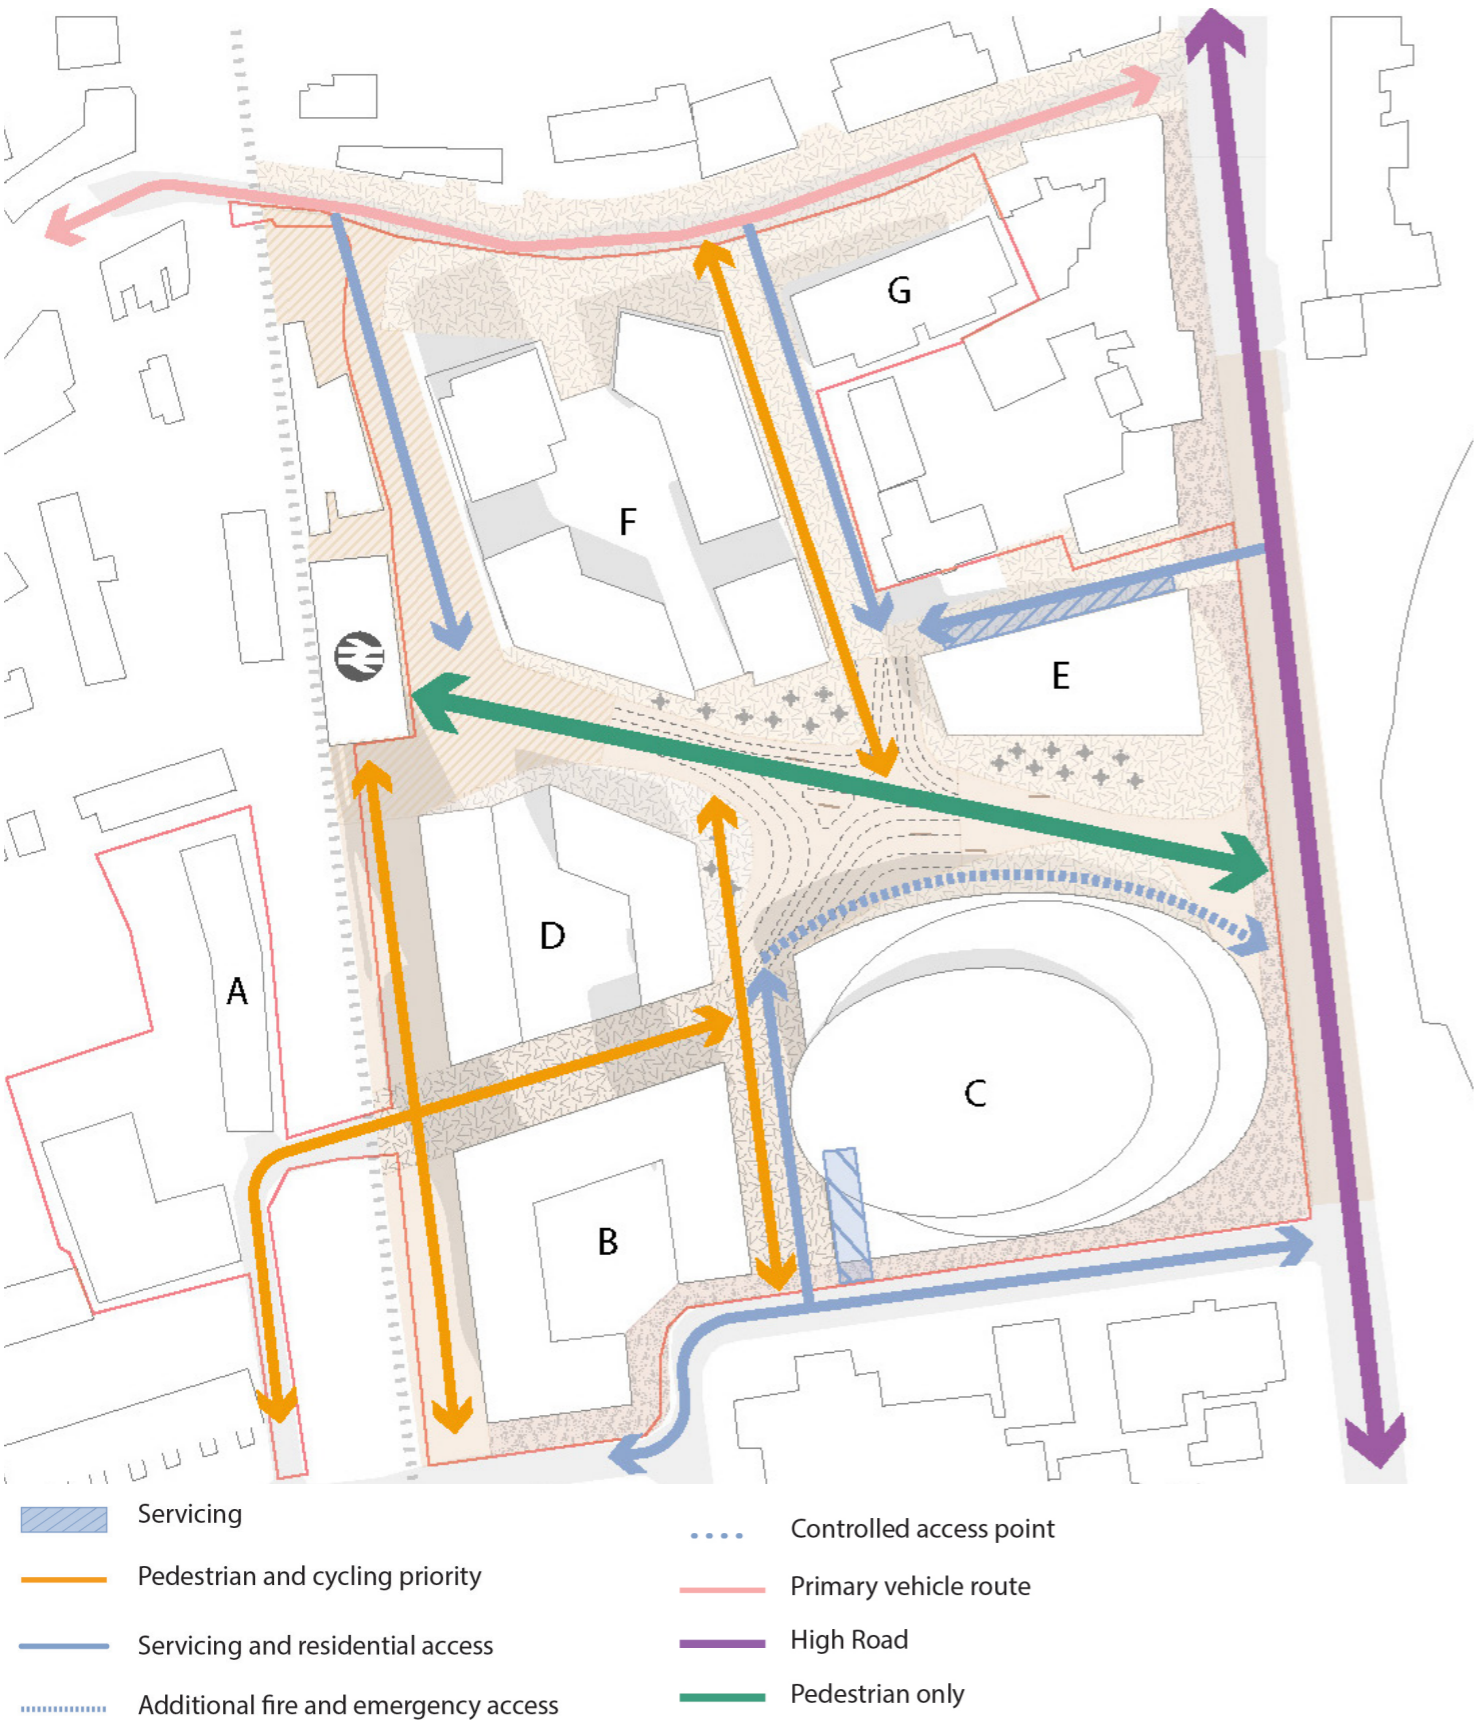 G
F
E
D
A
C
B
Servicing
Pedestrian and cycling priority
Servicing and residential access
Additional fire and emergency access
Controlled access point
Primary vehicle route
High Road
Pedestrian only